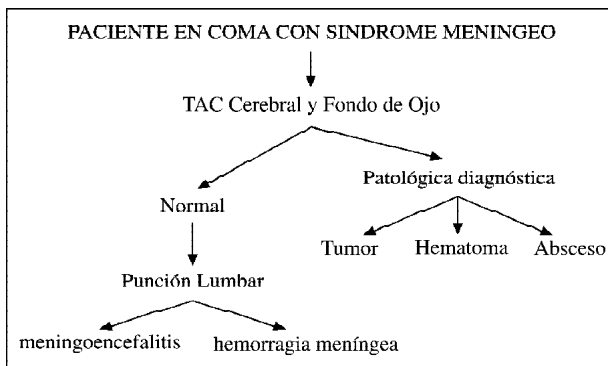 PACIENTE EN COMA CON SINDROME MENINGEO
TAC Cerebral y Fondo de Ojo
Patológica diagnóstica
Normal
Tumor Hematoma Absceso
Punción Lumbar
meningoencefalitis hemorragia meníngea